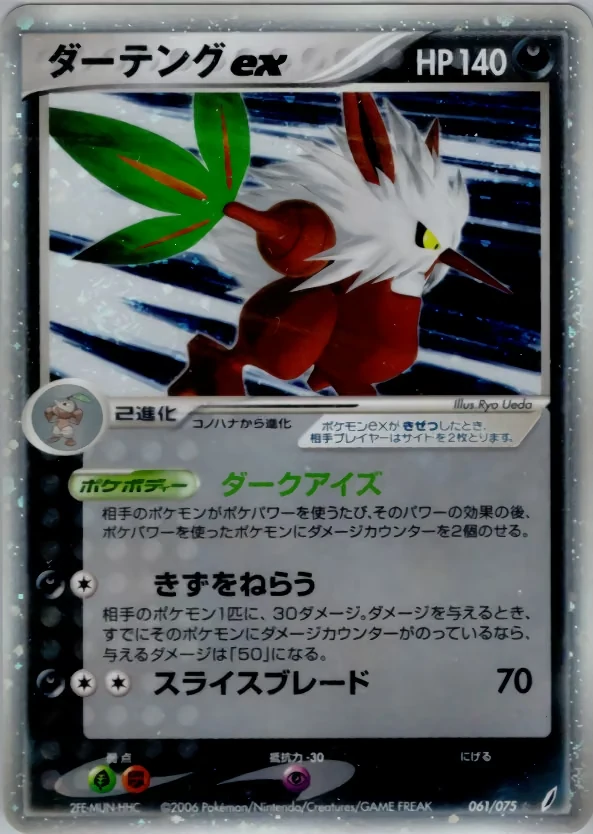 ダーテングex HP140
Illus.Ryo Ueda
2進化 コノハナから進化
ポケモンexがきぜつしたとき、
相手プレイヤーはサイドを2枚とります。
ポケボディー ダークアイズ
相手のポケモンがポケパワーを使うたび、そのパワーの効果の後、
ポケパワーを使ったポケモンにダメージカウンターを2個のせる。
きずをねらう
相手のポケモン1匹に、30ダメージ。ダメージを与えるとき、
すでにそのポケモンにダメージカウンターがのっているなら、
与えるダメージは「50」になる。
スライスブレード 70
弱点 抵抗力-30 にげる
2FE-MUN-HHC ©2006 Pokémon/Nintendo/Creatures/GAME FREAK 061/075